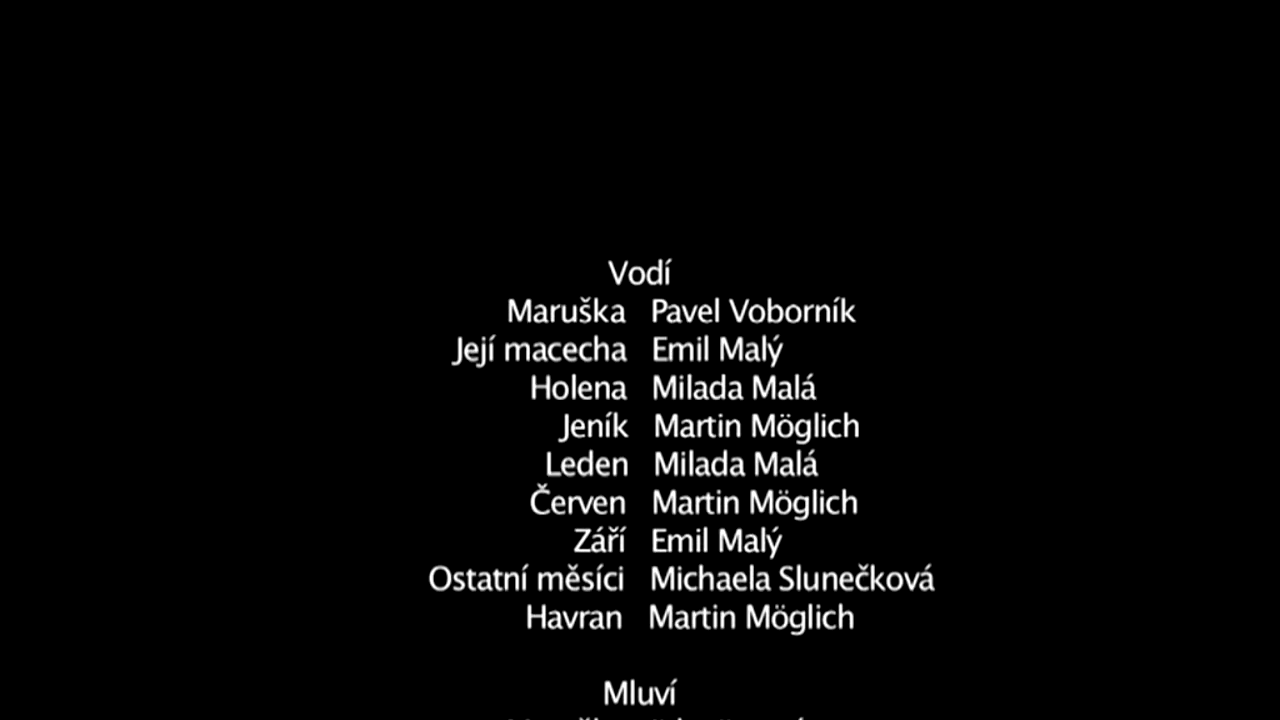 Vodí
Maruška Pavel Voborník
Její macecha Emil Malý
Holena Milada Malá
Jeník Martin Möglich
Leden Milada Malá
Červen Martin Möglich
Září Emil Malý
Ostatní měsíci Michaela Slunečková
Havran Martin Möglich
Mluví